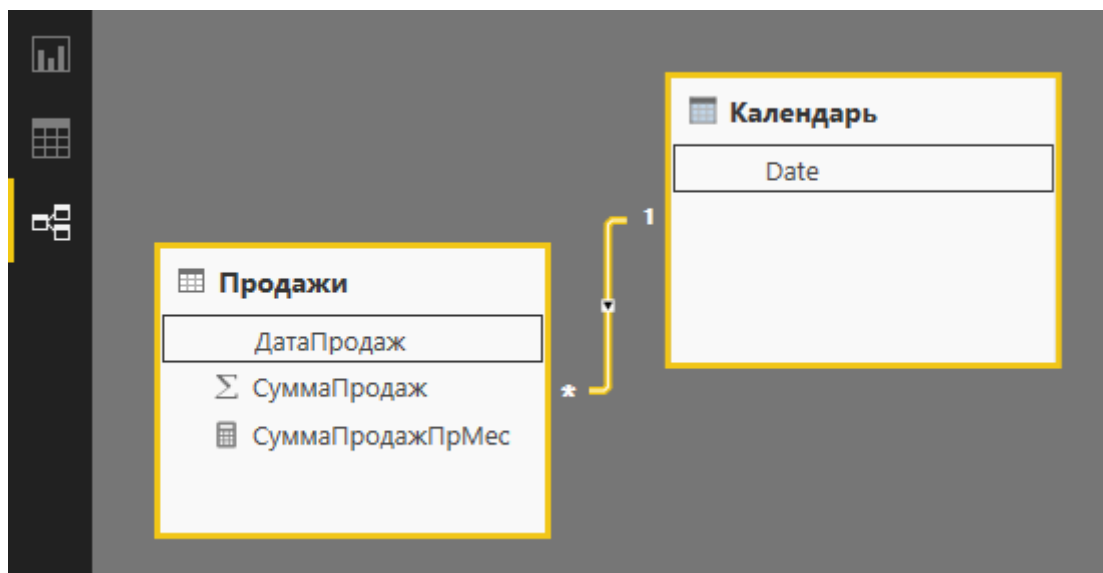 Календарь
Date
1
Продажи
ДатаПродаж
СуммаПродаж
*
СуммаПродажПрМес